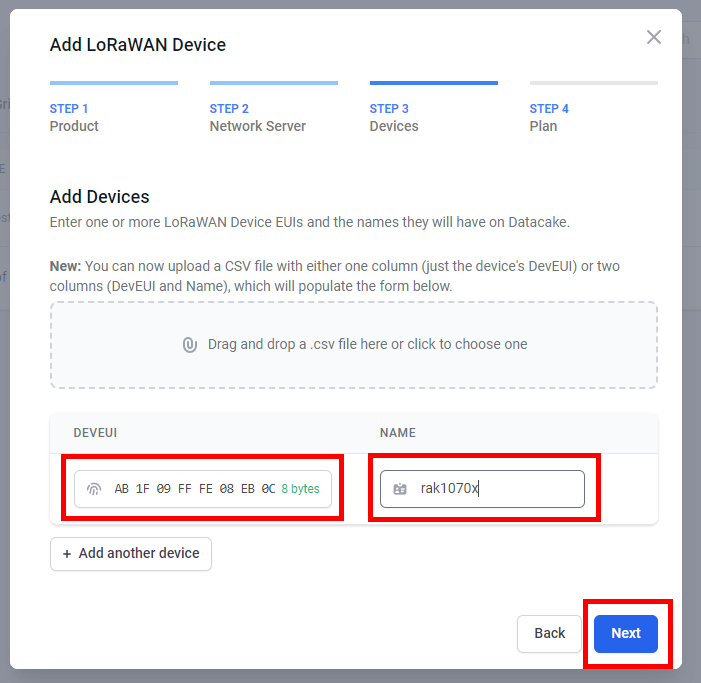 Add LoRaWAN Device
STEP 1
Product
STEP 2
Network Server
STEP 3
Devices
STEP 4
Plan
Add Devices
Enter one or more LoRaWAN Device EUIs and the names they will have on Datacake.
New: You can now upload a CSV file with either one column (just the device's DevEUI) or two
columns (DevEUI and Name), which will populate the form below.
Drag and drop a .csv file here or click to choose one
DEVEUI NAME
AB 1F 09 FF FE 08 EB 0C 8 bytes rak1070x
+ Add another device
Back Next